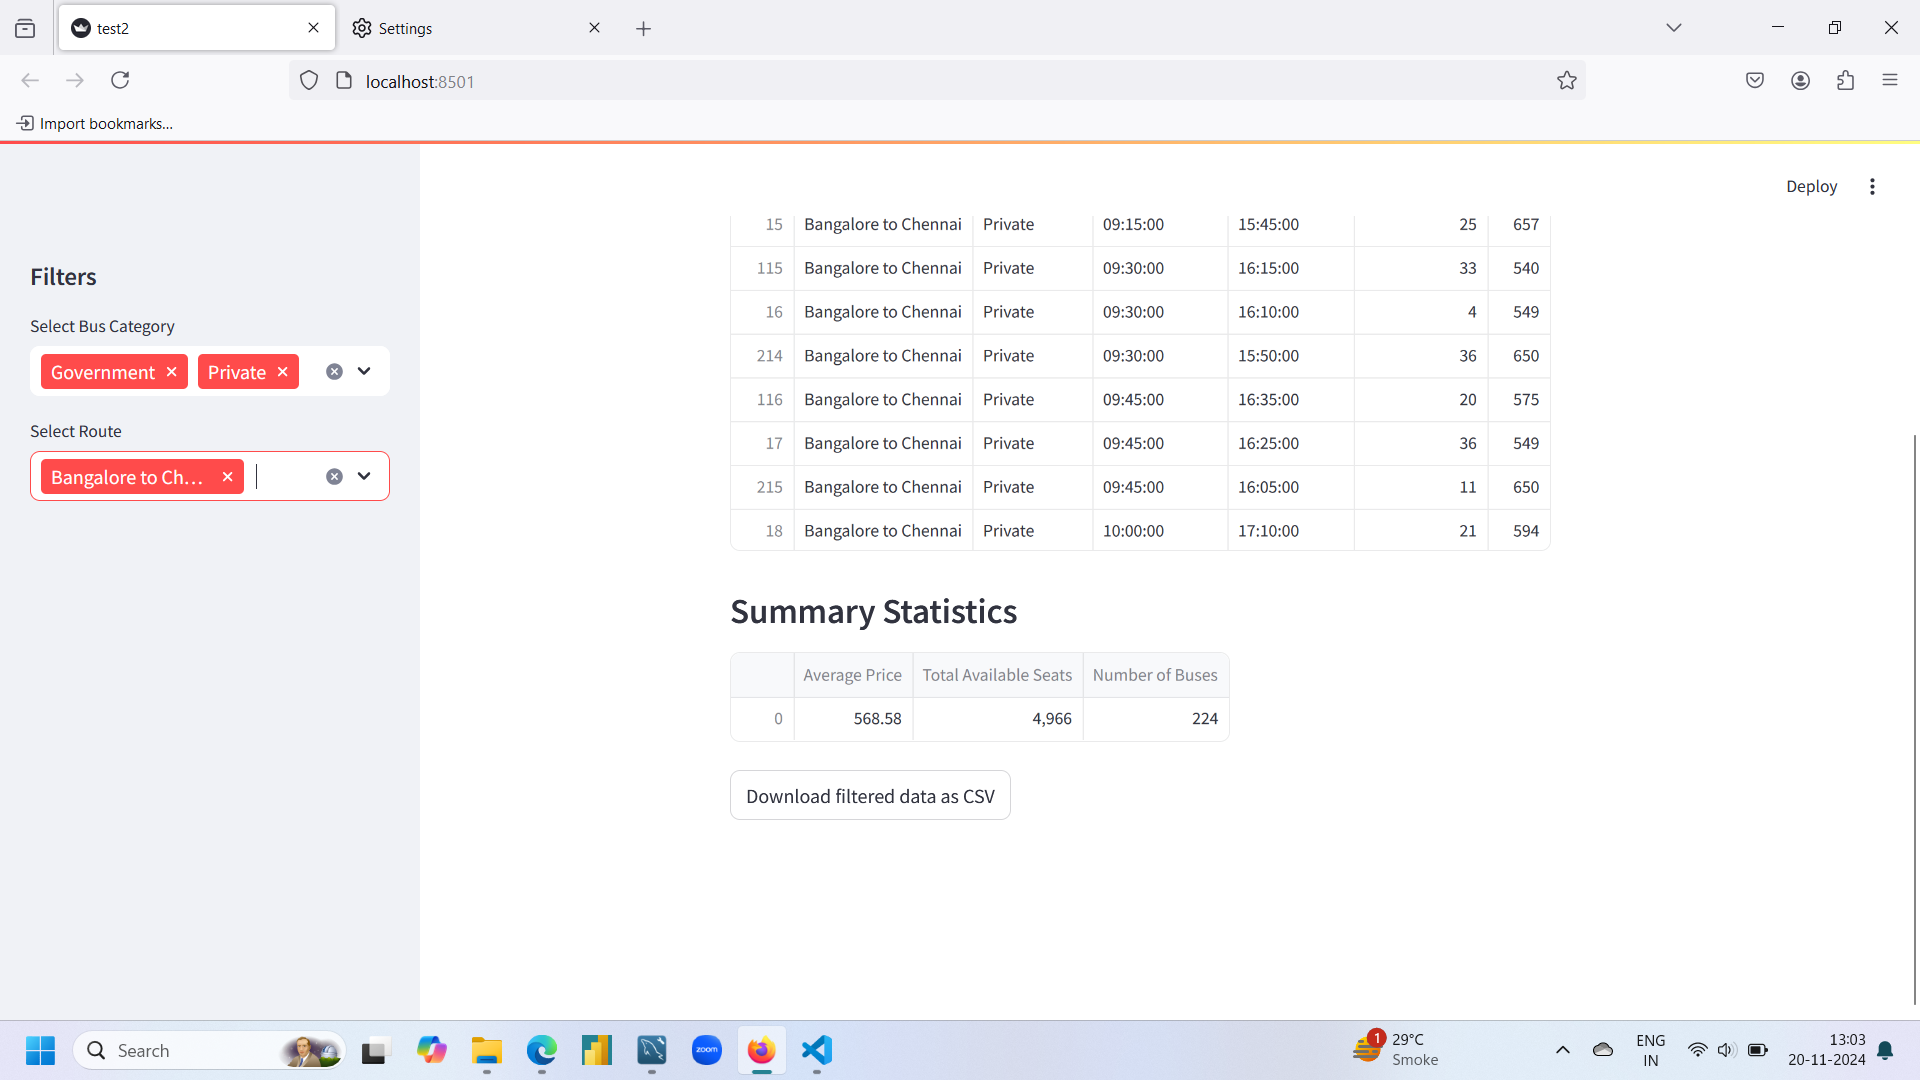 test2
Settings
localhost:8501
Import bookmarks...
Deploy
Filters
Select Bus Category
Government
Private
Select Route
Bangalore to Ch...
15 Bangalore to Chennai Private 09:15:00 15:45:00 25 657
115 Bangalore to Chennai Private 09:30:00 16:15:00 33 540
16 Bangalore to Chennai Private 09:30:00 16:10:00 4 549
214 Bangalore to Chennai Private 09:30:00 15:50:00 36 650
116 Bangalore to Chennai Private 09:45:00 16:35:00 20 575
17 Bangalore to Chennai Private 09:45:00 16:25:00 36 549
215 Bangalore to Chennai Private 09:45:00 16:05:00 11 650
18 Bangalore to Chennai Private 10:00:00 17:10:00 21 594
Summary Statistics
Average Price Total Available Seats Number of Buses
0 568.58 4,966 224
Download filtered data as CSV
Search
zoom
1
29°C
Smoke
ENG
IN
13:03
20-11-2024